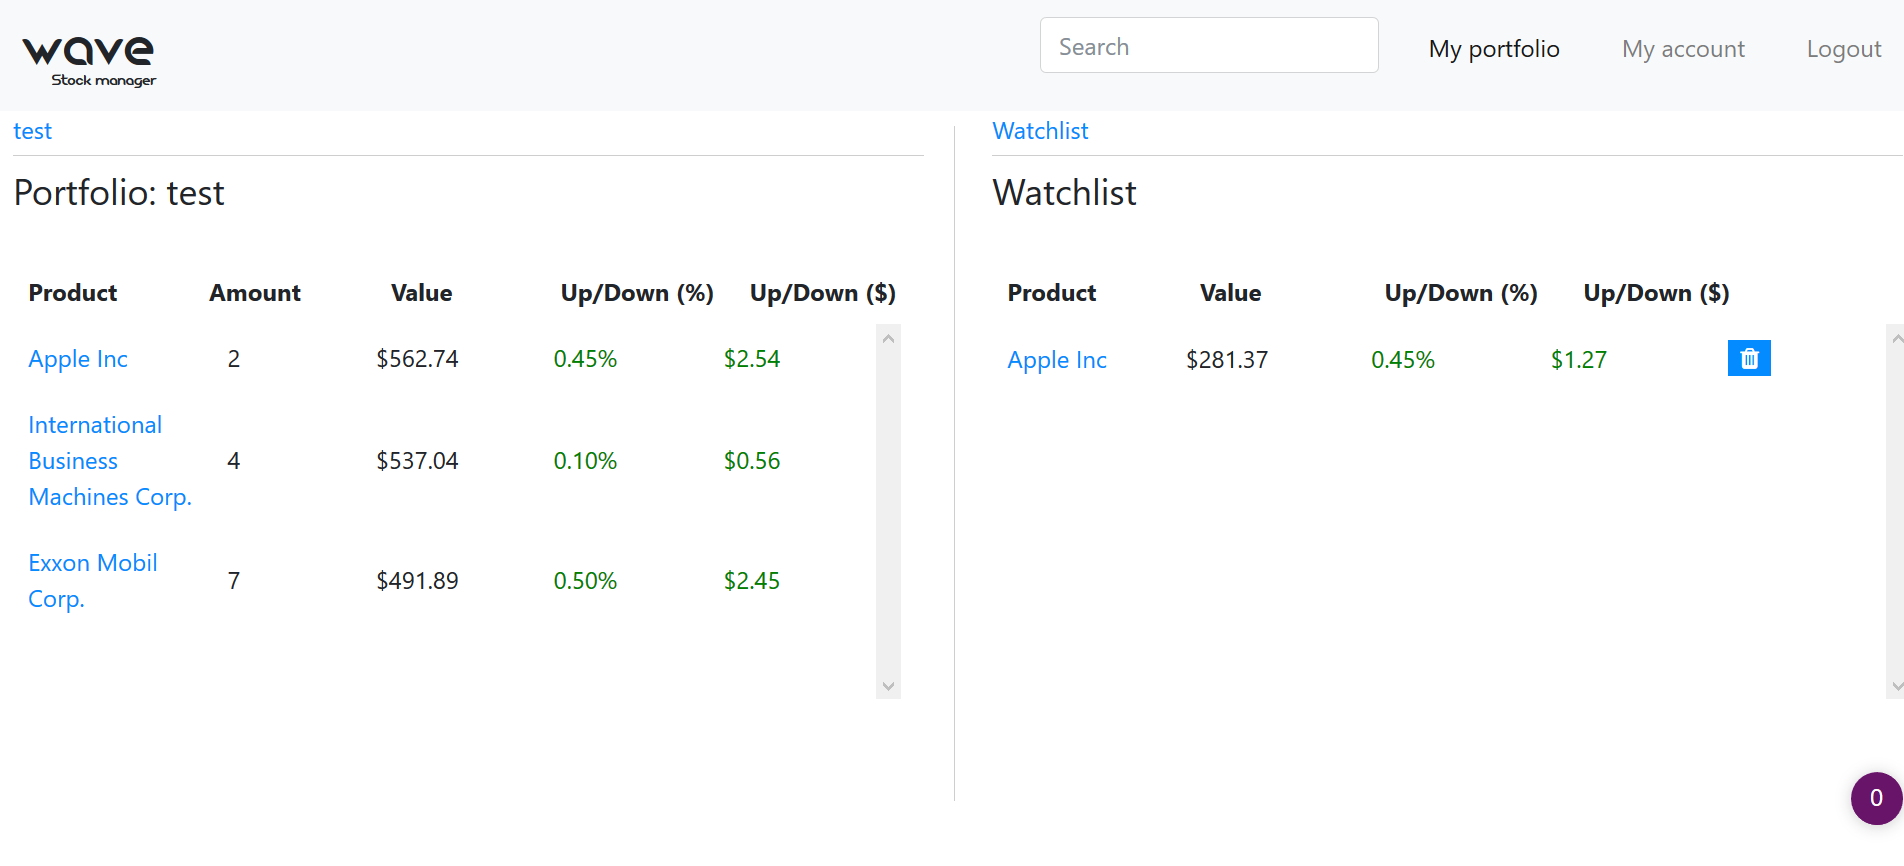 wave
Stock manager
Search
My portfolio
My account
Logout
test
Portfolio: test
Product Amount Value Up/Down (%) Up/Down ($)
Apple Inc 2 $562.74 0.45% $2.54
International
Business 4 $537.04 0.10% $0.56
Machines Corp.
Exxon Mobil
7 $491.89 0.50% $2.45
Corp.
Watchlist
Watchlist
Product Value Up/Down (%) Up/Down ($)
Apple Inc $281.37 0.45% $1.27
0